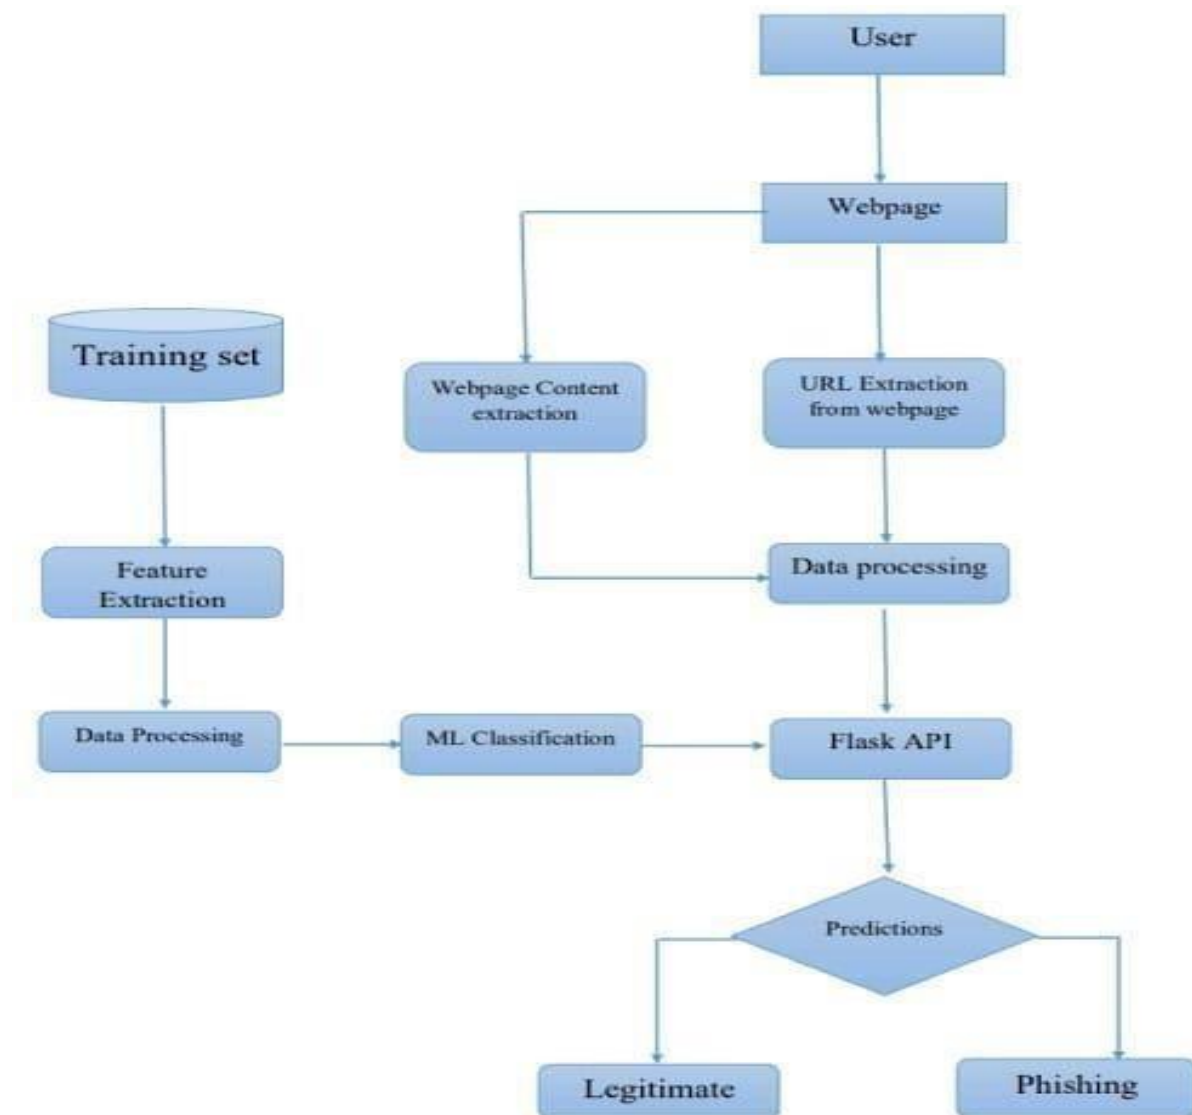 User
Webpage
Training set
Webpage Content
extraction
URL Extraction
from webpage
Feature
Extraction
Data processing
Data Processing
ML Classification
Flask API
Predictions
Legitimate
Phishing